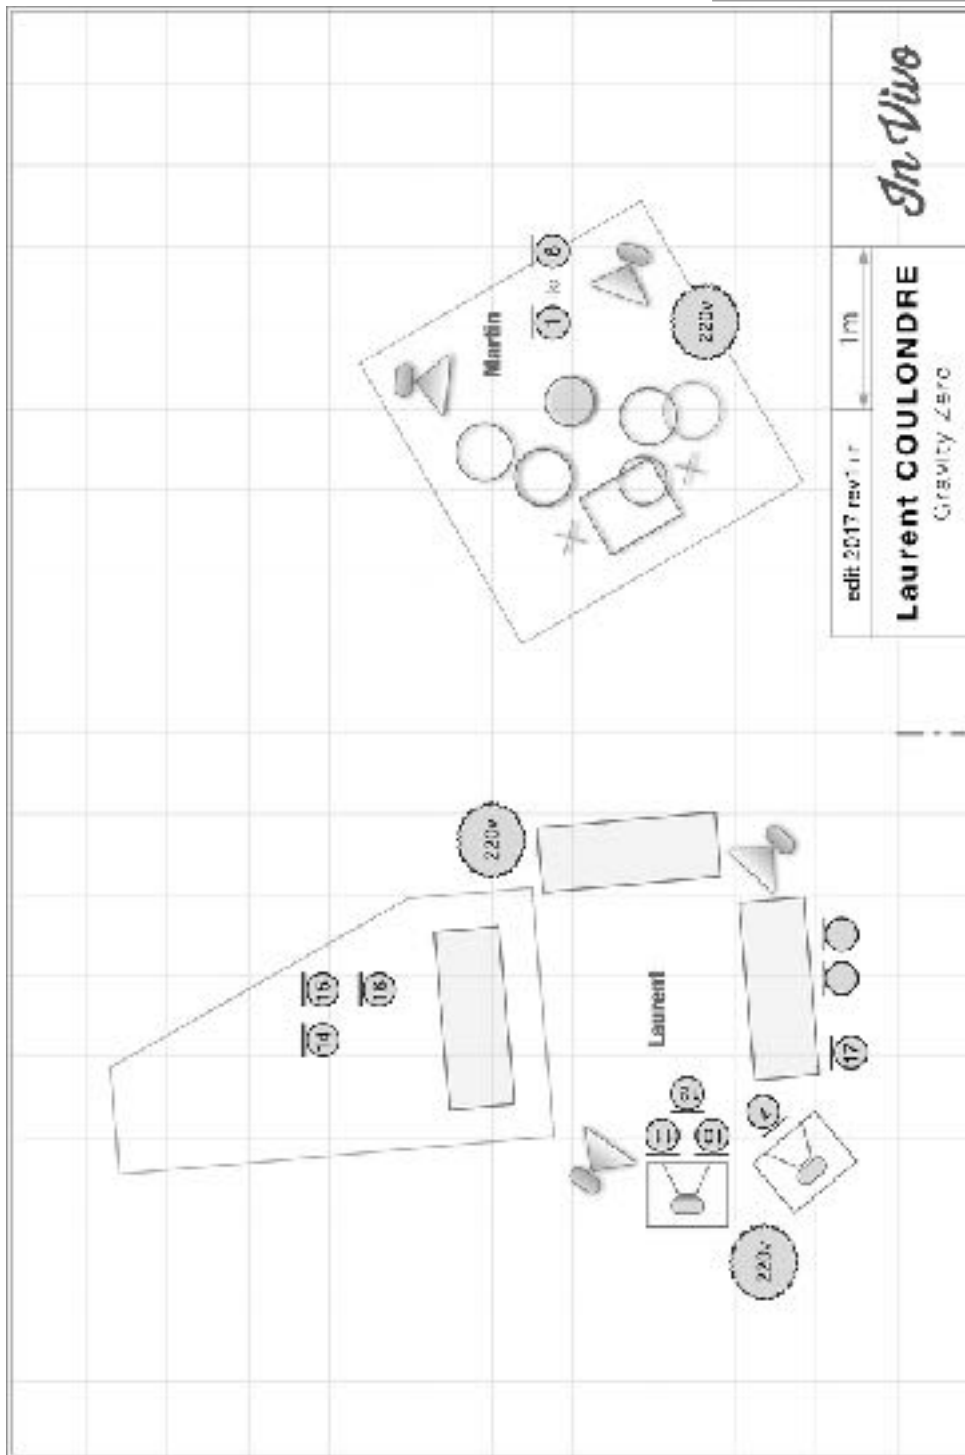 In Vivo
1m
edit 2017 rev1
Laurent COULONDRE
Gravity Zero
Martin
1
8
220v
220v
Laurent
15
16
14
17
11
220v